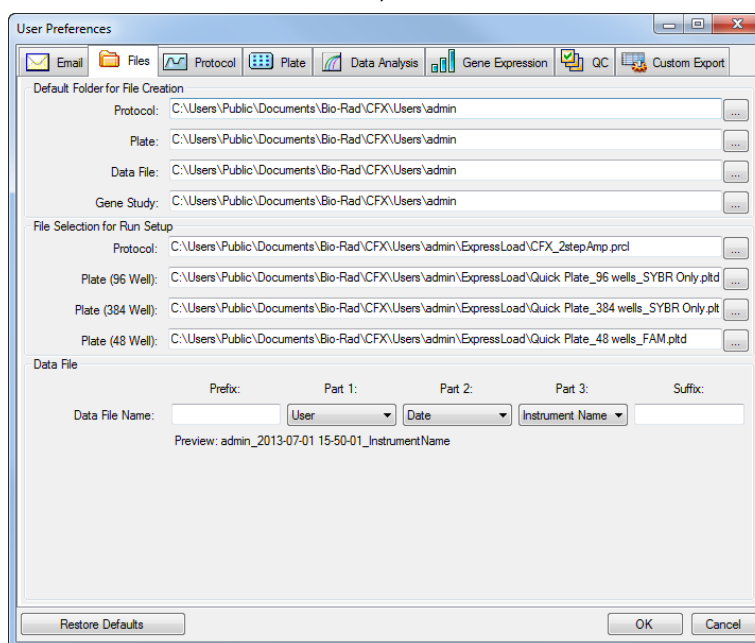 User Preferences
Email Files Protocol Plate Data Analysis Gene Expression QC Custom Export
Default Folder for File Creation
Protocol: C:\Users\Public\Documents\Bio-Rad\CFX\Users\admin ...
Plate: C:\Users\Public\Documents\Bio-Rad\CFX\Users\admin ...
Data File: C:\Users\Public\Documents\Bio-Rad\CFX\Users\admin ...
Gene Study: C:\Users\Public\Documents\Bio-Rad\CFX\Users\admin ...
File Selection for Run Setup
Protocol: C:\Users\Public\Documents\Bio-Rad\CFX\Users\admin\ExpressLoad\CFX_2stepAmp.prcl ...
Plate (96 Well): C:\Users\Public\Documents\Bio-Rad\CFX\Users\admin\ExpressLoad\Quick Plate_96 wells_SYBR Only.pltd ...
Plate (384 Well): C:\Users\Public\Documents\Bio-Rad\CFX\Users\admin\ExpressLoad\Quick Plate_384 wells_SYBR Only.plt ...
Plate (48 Well): C:\Users\Public\Documents\Bio-Rad\CFX\Users\admin\ExpressLoad\Quick Plate_48 wells_FAM.pltd ...
Data File
Prefix: Part 1: Part 2: Part 3: Suffix:
Data File Name: User Date Instrument Name
Preview: admin_2013-07-01 15-50-01_InstrumentName
Restore Defaults OK Cancel